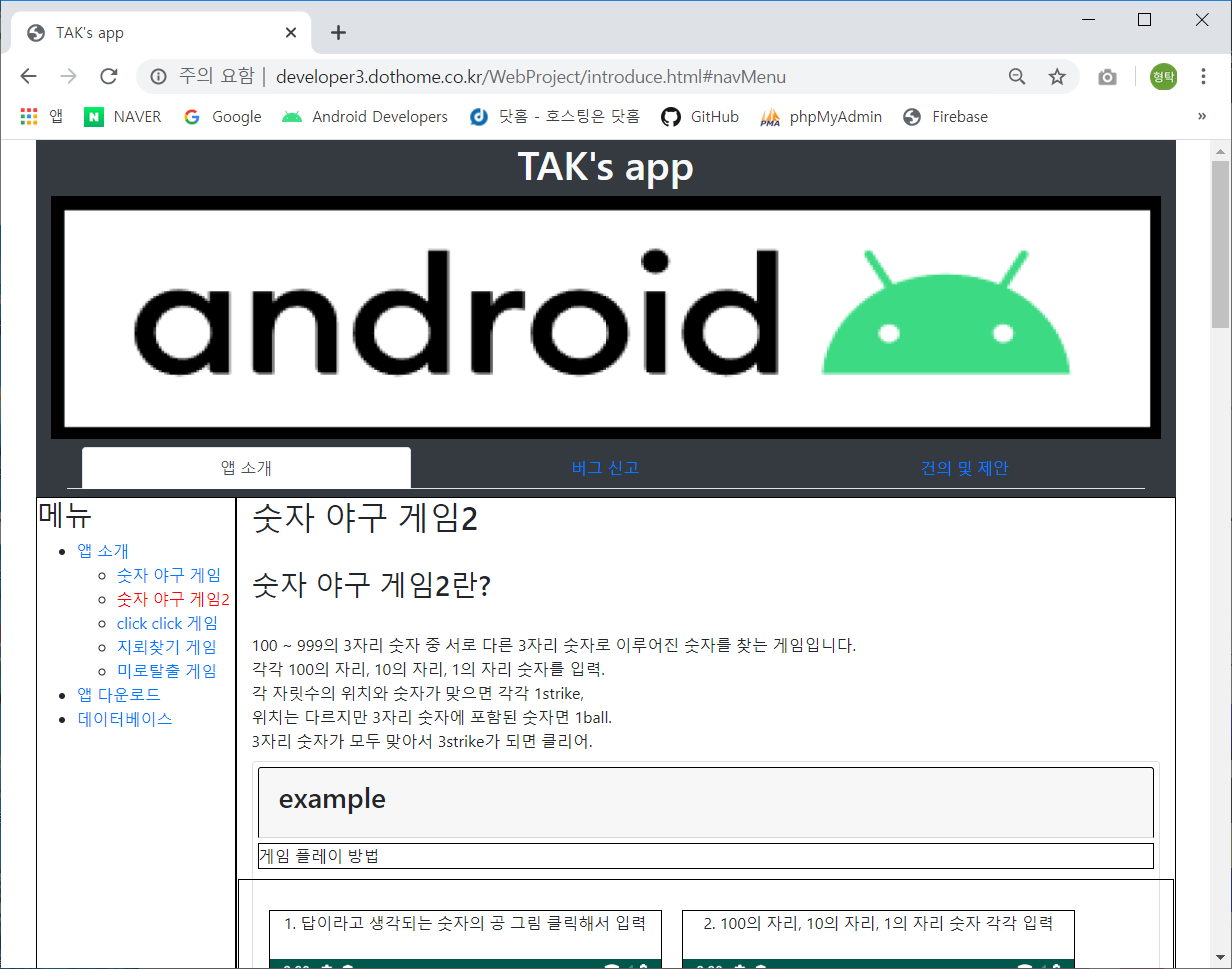 TAK's app
주의 요함 | developer3.dothome.co.kr/WebProject/introduce.html#navMenu
형탁
앱 NAVER Google Android Developers 닷홈 - 호스팅은 닷홈 GitHub PMA phpMyAdmin Firebase »
TAK's app
android
앱 소개 버그 신고 건의 및 제안
메뉴
앱 소개
숫자 야구 게임
숫자 야구 게임2
click click 게임
지뢰찾기 게임
미로탈출 게임
앱 다운로드
데이터베이스
숫자 야구 게임2
숫자 야구 게임2란?
100 ~ 999의 3자리 숫자 중 서로 다른 3자리 숫자로 이루어진 숫자를 찾는 게임입니다.
각각 100의 자리, 10의 자리, 1의 자리 숫자를 입력.
각 자릿수의 위치와 숫자가 맞으면 각각 1strike,
위치는 다르지만 3자리 숫자에 포함된 숫자면 1ball.
3자리 숫자가 모두 맞아서 3strike가 되면 클리어.
example
게임 플레이 방법
1. 답이라고 생각되는 숫자의 공 그림 클릭해서 입력
2. 100의 자리, 10의 자리, 1의 자리 숫자 각각 입력